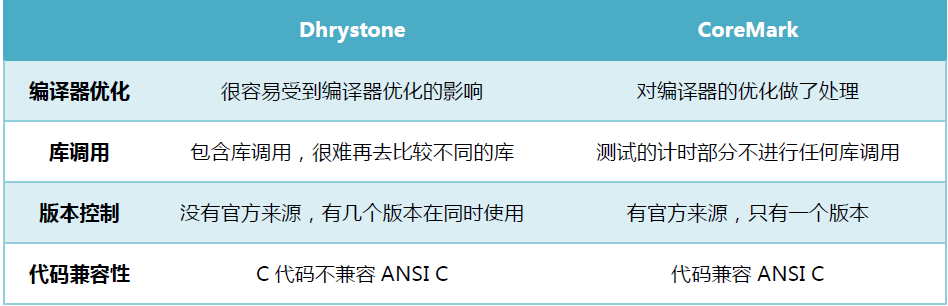 Dhrystone CoreMark
编译器优化 很容易受到编译器优化的影响 对编译器的优化做了处理
库调用 包含库调用，很难再去比较不同的库 测试的计时部分不进行任何库调用
版本控制 没有官方来源，有几个版本在同时使用 有官方来源，只有一个版本
代码兼容性 C 代码不兼容 ANSI C 代码兼容 ANSI C